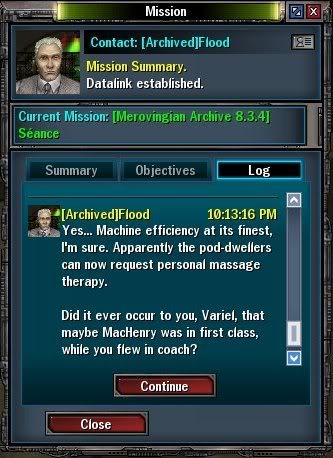 Mission
Contact: [Archived]Flood
Mission Summary.
Datalink established.
Current Mission: [Merovingian Archive 8.3.4]
Séance
Summary
Objectives
Log
[Archived]Flood 10:13:16 PM
Yes... Machine efficiency at its finest,
I'm sure. Apparently the pod-dwellers
can now request personal massage
therapy.
Did it ever occur to you, Variel, that
maybe MacHenry was in first class,
while you flew in coach?
Continue
Close